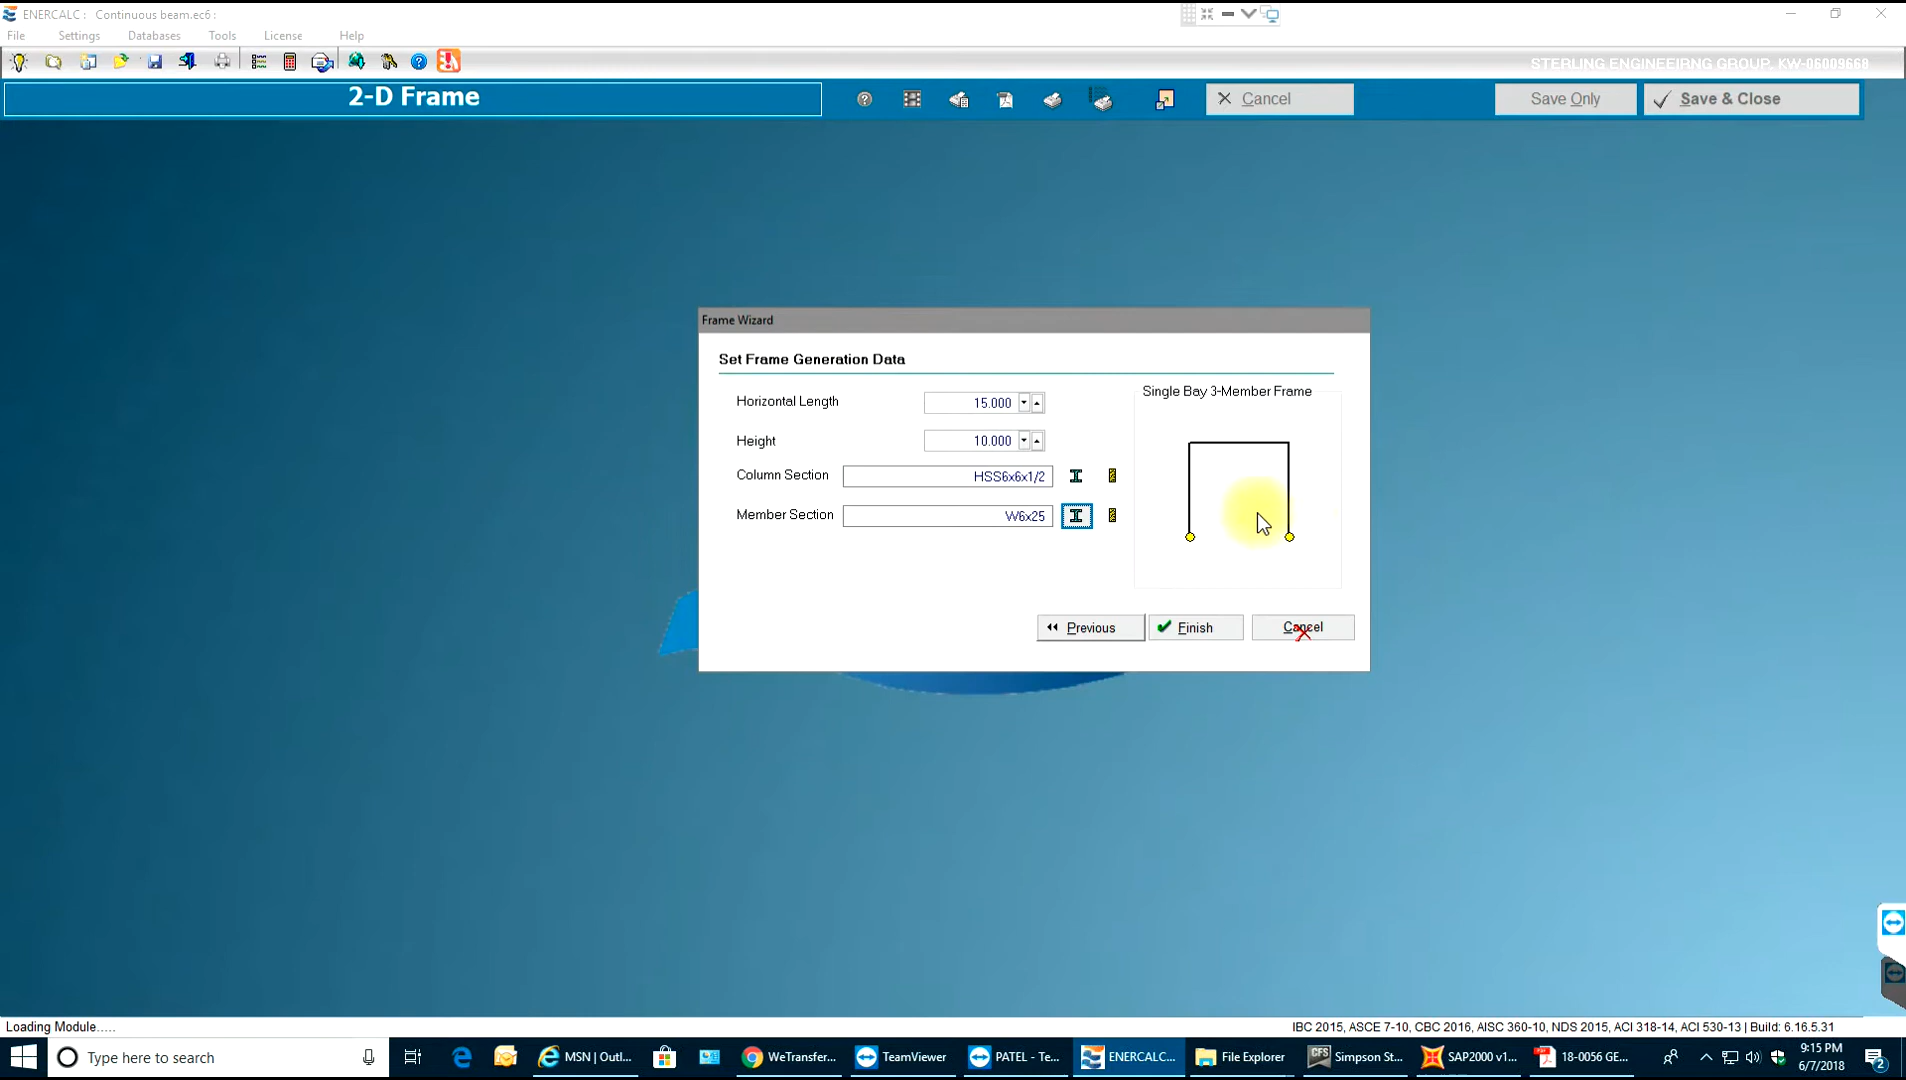 ENERCALC : Continuous beam.ec6 :
File Settings Databases Tools License Help
STERLING ENGINEEIRNG GROUP, KW-06009668
2-D Frame
Cancel Save Only Save & Close
Frame Wizard
Set Frame Generation Data
Single Bay 3-Member Frame
Horizontal Length 15.000
Height 10.000
Column Section HSS6x6x1/2
Member Section W6x25
Previous Finish Cancel
Loading Module.....
IBC 2015, ASCE 7-10, CBC 2016, AISC 360-10, NDS 2015, ACI 318-14, ACI 530-13 | Build: 6.16.5.31
Type here to search
MSN | Outl...
WeTransfer...
TeamViewer
PATEL - Te...
ENERCALC...
File Explorer
CFS
Simpson St...
SAP2000 v1...
18-0056 GE...
9:15 PM
6/7/2018
2